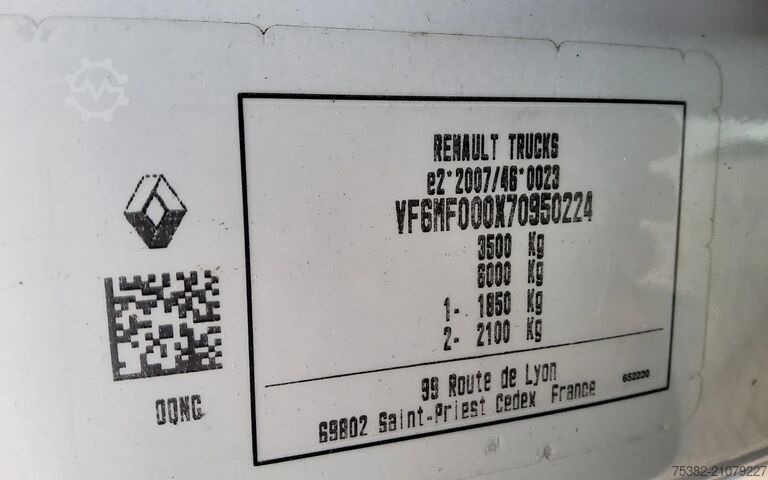 RENAULT TRUCKS
e2*2007/46*0023
VF6MF000X70950224
3500 Kg
6000 Kg
1- 1850 Kg
2- 2100 Kg
99 Route de Lyon
652220
69802 Saint-Priest Cedex France
0QNG
75382-21079227